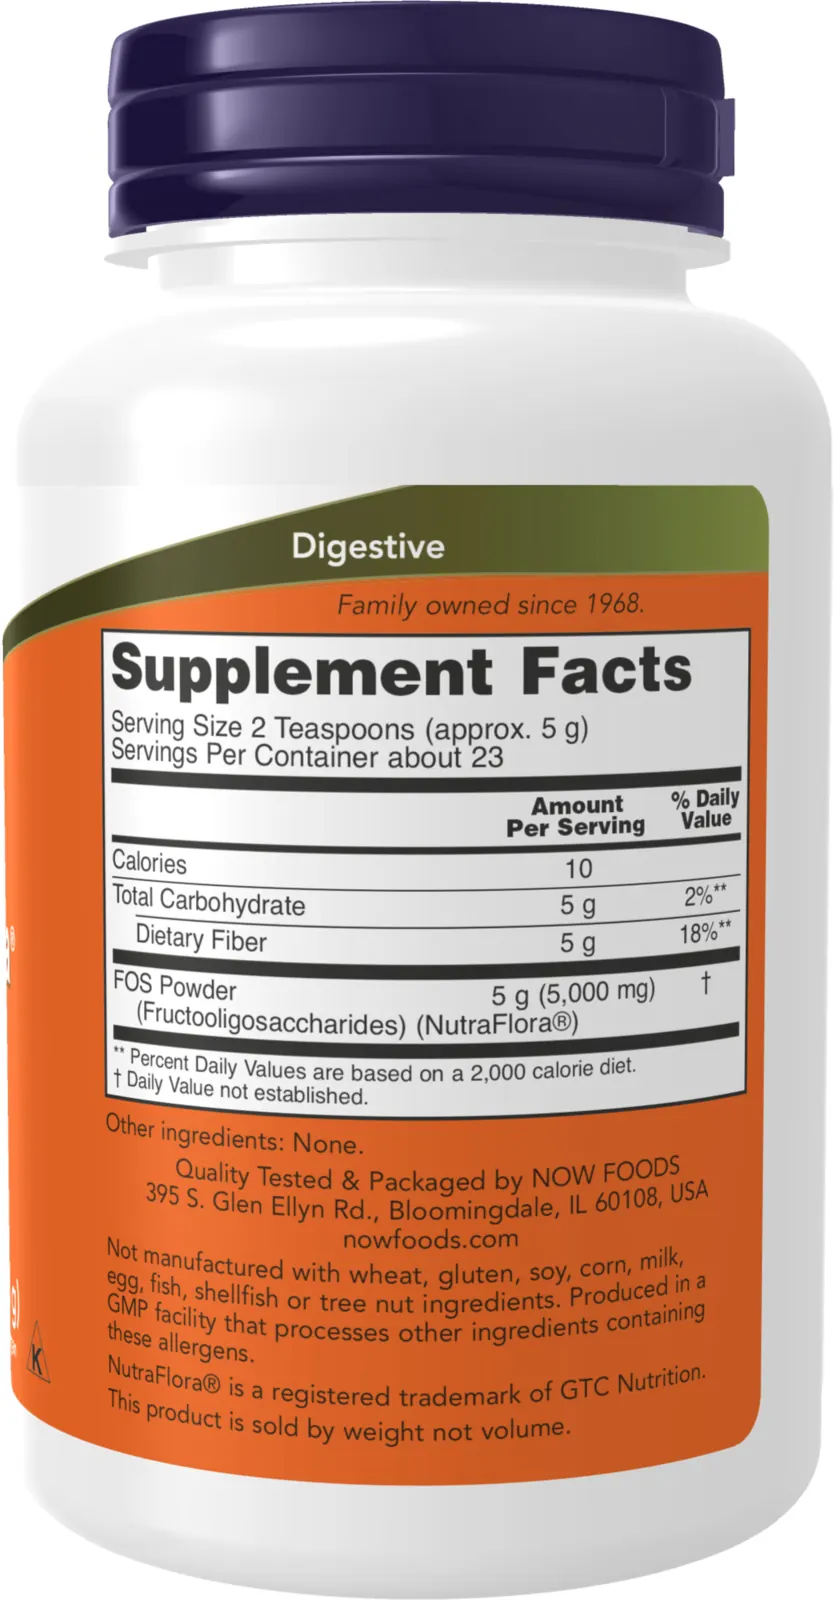 Digestive
Family owned since 1968.
Supplement Facts
Serving Size 2 Teaspoons (approx. 5 g)
Servings Per Container about 23
Amount Per Serving % Daily Value
Calories 10
Total Carbohydrate 5 g 2%**
Dietary Fiber 5 g 18%**
FOS Powder 5 g (5,000 mg) †
(Fructooligosaccharides) (NutraFlora®)
** Percent Daily Values are based on a 2,000 calorie diet.
† Daily Value not established.
Other ingredients: None.
Quality Tested & Packaged by NOW FOODS
395 S. Glen Ellyn Rd., Bloomingdale, IL 60108, USA
nowfoods.com
Not manufactured with wheat, gluten, soy, corn, milk,
egg, fish, shellfish or tree nut ingredients. Produced in a
GMP facility that processes other ingredients containing
these allergens.
K
NutraFlora® is a registered trademark of GTC Nutrition.
This product is sold by weight not volume.